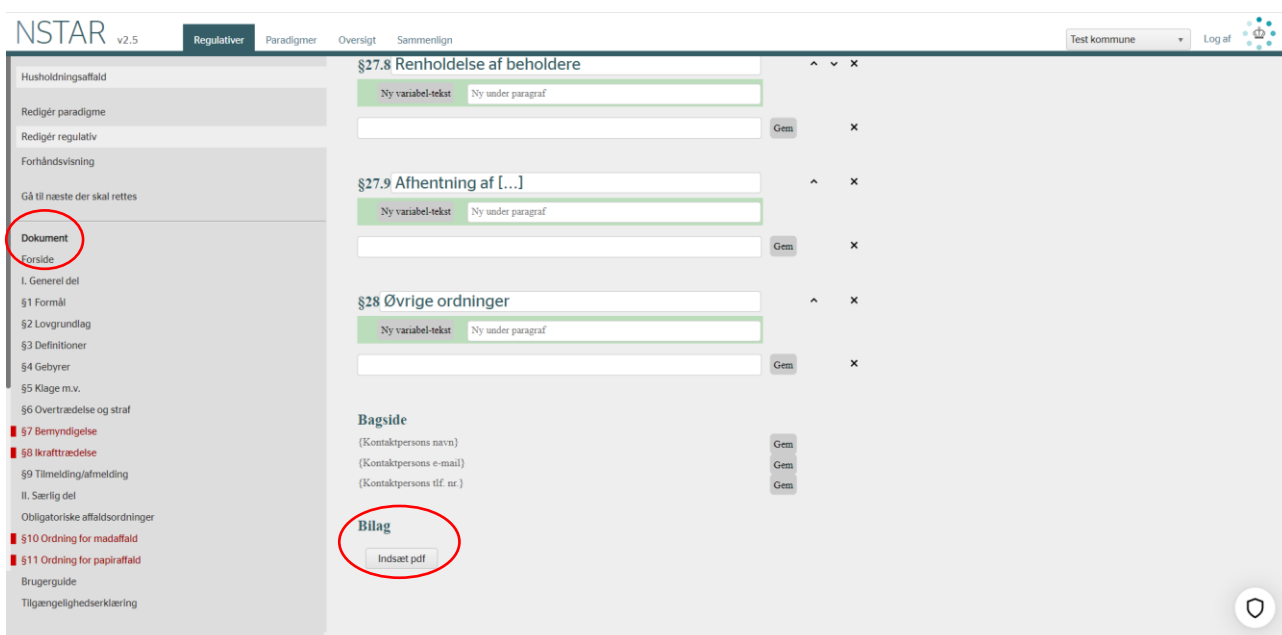 NSTAR v2.5
Regulativer Paradigmer Oversigt Sammenlign
Test kommune Log af
Husholdningsaffald
Redigér paradigme
Redigér regulativ
Forhåndsvisning
Gå til næste der skal rettes
Dokument
Forside
I. Generel del
§1 Formål
§2 Lovgrundlag
§3 Definitioner
§4 Gebyrer
§5 Klage m.v.
§6 Overtrædelse og straf
§7 Bemyndigelse
§8 Ikrafttrædelse
§9 Tilmelding/afmelding
II. Særlig del
Obligatoriske affaldsordninger
§10 Ordning for madaffald
§11 Ordning for papiraffald
Brugerguide
Tilgængelighedserklæring
§27.8 Renholdelse af beholdere
Ny variabel-tekst Ny under paragraf
Gem
§27.9 Afhentning af [...]
Ny variabel-tekst Ny under paragraf
Gem
§28 Øvrige ordninger
Ny variabel-tekst Ny under paragraf
Gem
Bagside
{Kontaktpersons navn} Gem
{Kontaktpersons e-mail} Gem
{Kontaktpersons tlf. nr.} Gem
Bilag
Indsæt pdf